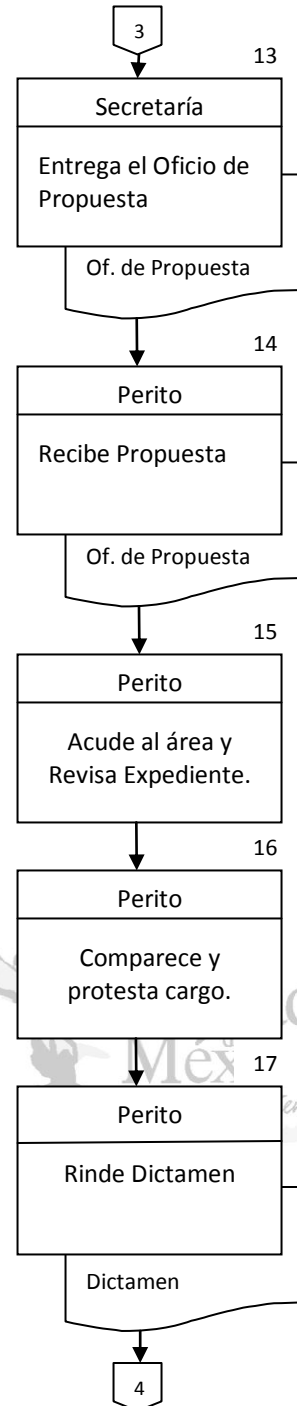 3
13
Secretaría
Entrega el Oficio de
Propuesta
Of. de Propuesta
14
Perito
Recibe Propuesta
Of. de Propuesta
15
Perito
Acude al área y
Revisa Expediente.
16
Perito
Comparece y
protesta cargo.
17
Perito
Rinde Dictamen
Dictamen
4